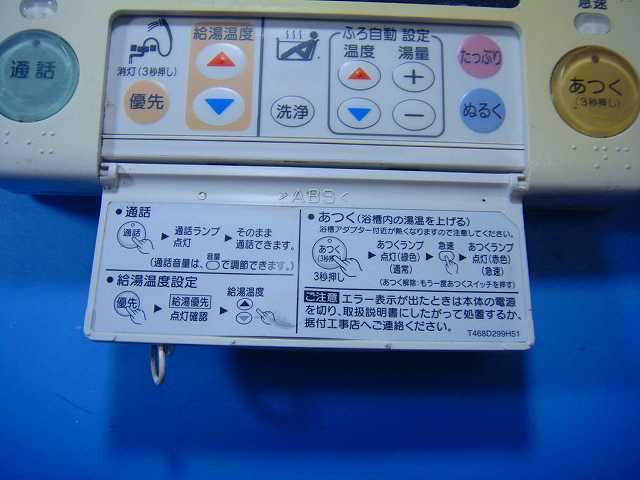 急速
通話
消灯(3秒押し)
優先
給湯温度
洗浄
ふろ自動 設定
温度 湯量
たっぷり
ぬるく
あつく
(3秒押し)
>ABS<
● 通話
通話 ▶ 通話ランプ ▶ そのまま
点灯 通話できます。
(通話音量は、音量 で調節できます。)
● 給湯温度設定
優先 ▶ 給湯優先 ▶ 給湯温度
点灯確認
● あつく(浴槽内の湯温を上げる)
浴槽アダプター付近が熱くなりますので注意してください。
あつく ▶ あつくランプ ▶ 急速 ▶ あつくランプ
(3秒押し) 点灯(緑色) 点灯(赤色)
3秒押し (通常) (急速)
(あつく解除:もう一度あつくスイッチを押す)
ご注意 エラー表示が出たときは本体の電源
を切り、取扱説明書にしたがって処置するか、
据付工事店へご連絡ください。
T468D299H51